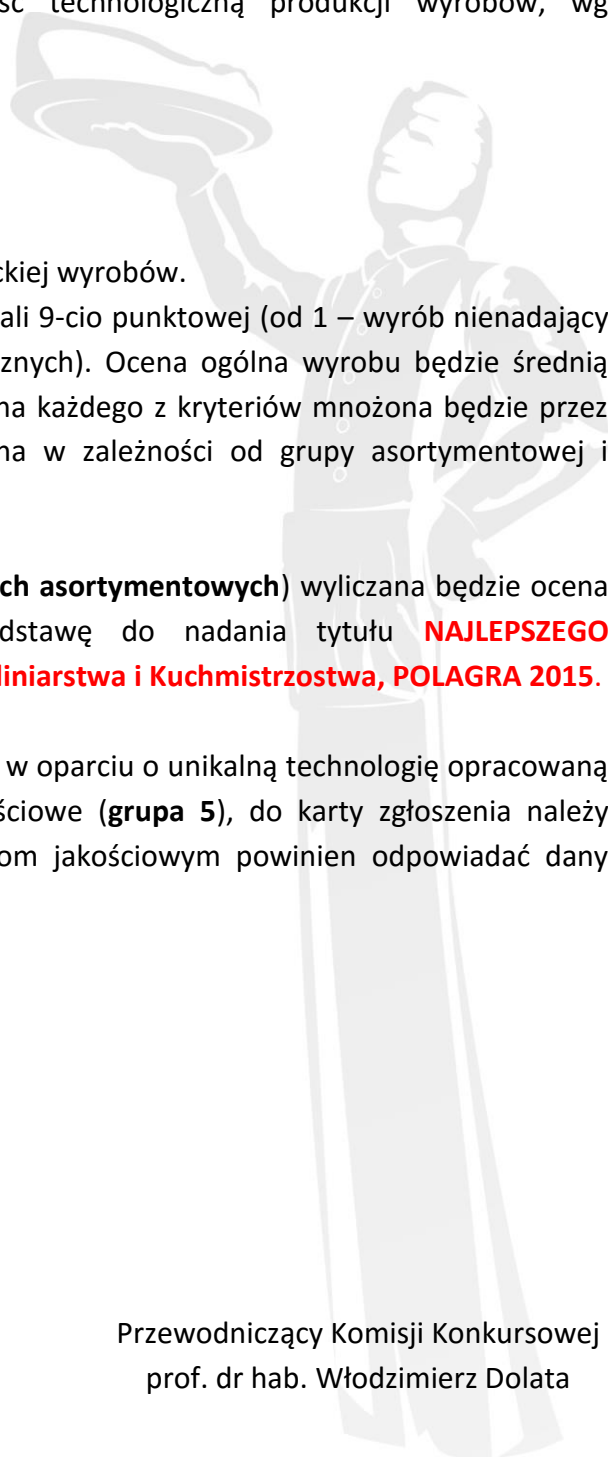 technologiczną produkcji wyrobów, wg
ckiej wyrobów.
ali 9-cio punktowej (od 1 – wyrób nienadający
znych). Ocena ogólna wyrobu będzie średnią
na każdego z kryteriów mnożona będzie przez
na w zależności od grupy asortymentowej i
ch asortymentowych) wyliczana będzie ocena
dstawę do nadania tytułu NAJLEPSZEGO
liniarstwa i Kuchmistrzostwa, POLAGRA 2015.
w oparciu o unikalną technologię opracowaną
ściowe (grupa 5), do karty zgłoszenia należy
om jakościowym powinien odpowiadać dany
Przewodniczący Komisji Konkursowej
prof. dr hab. Włodzimierz Dolata